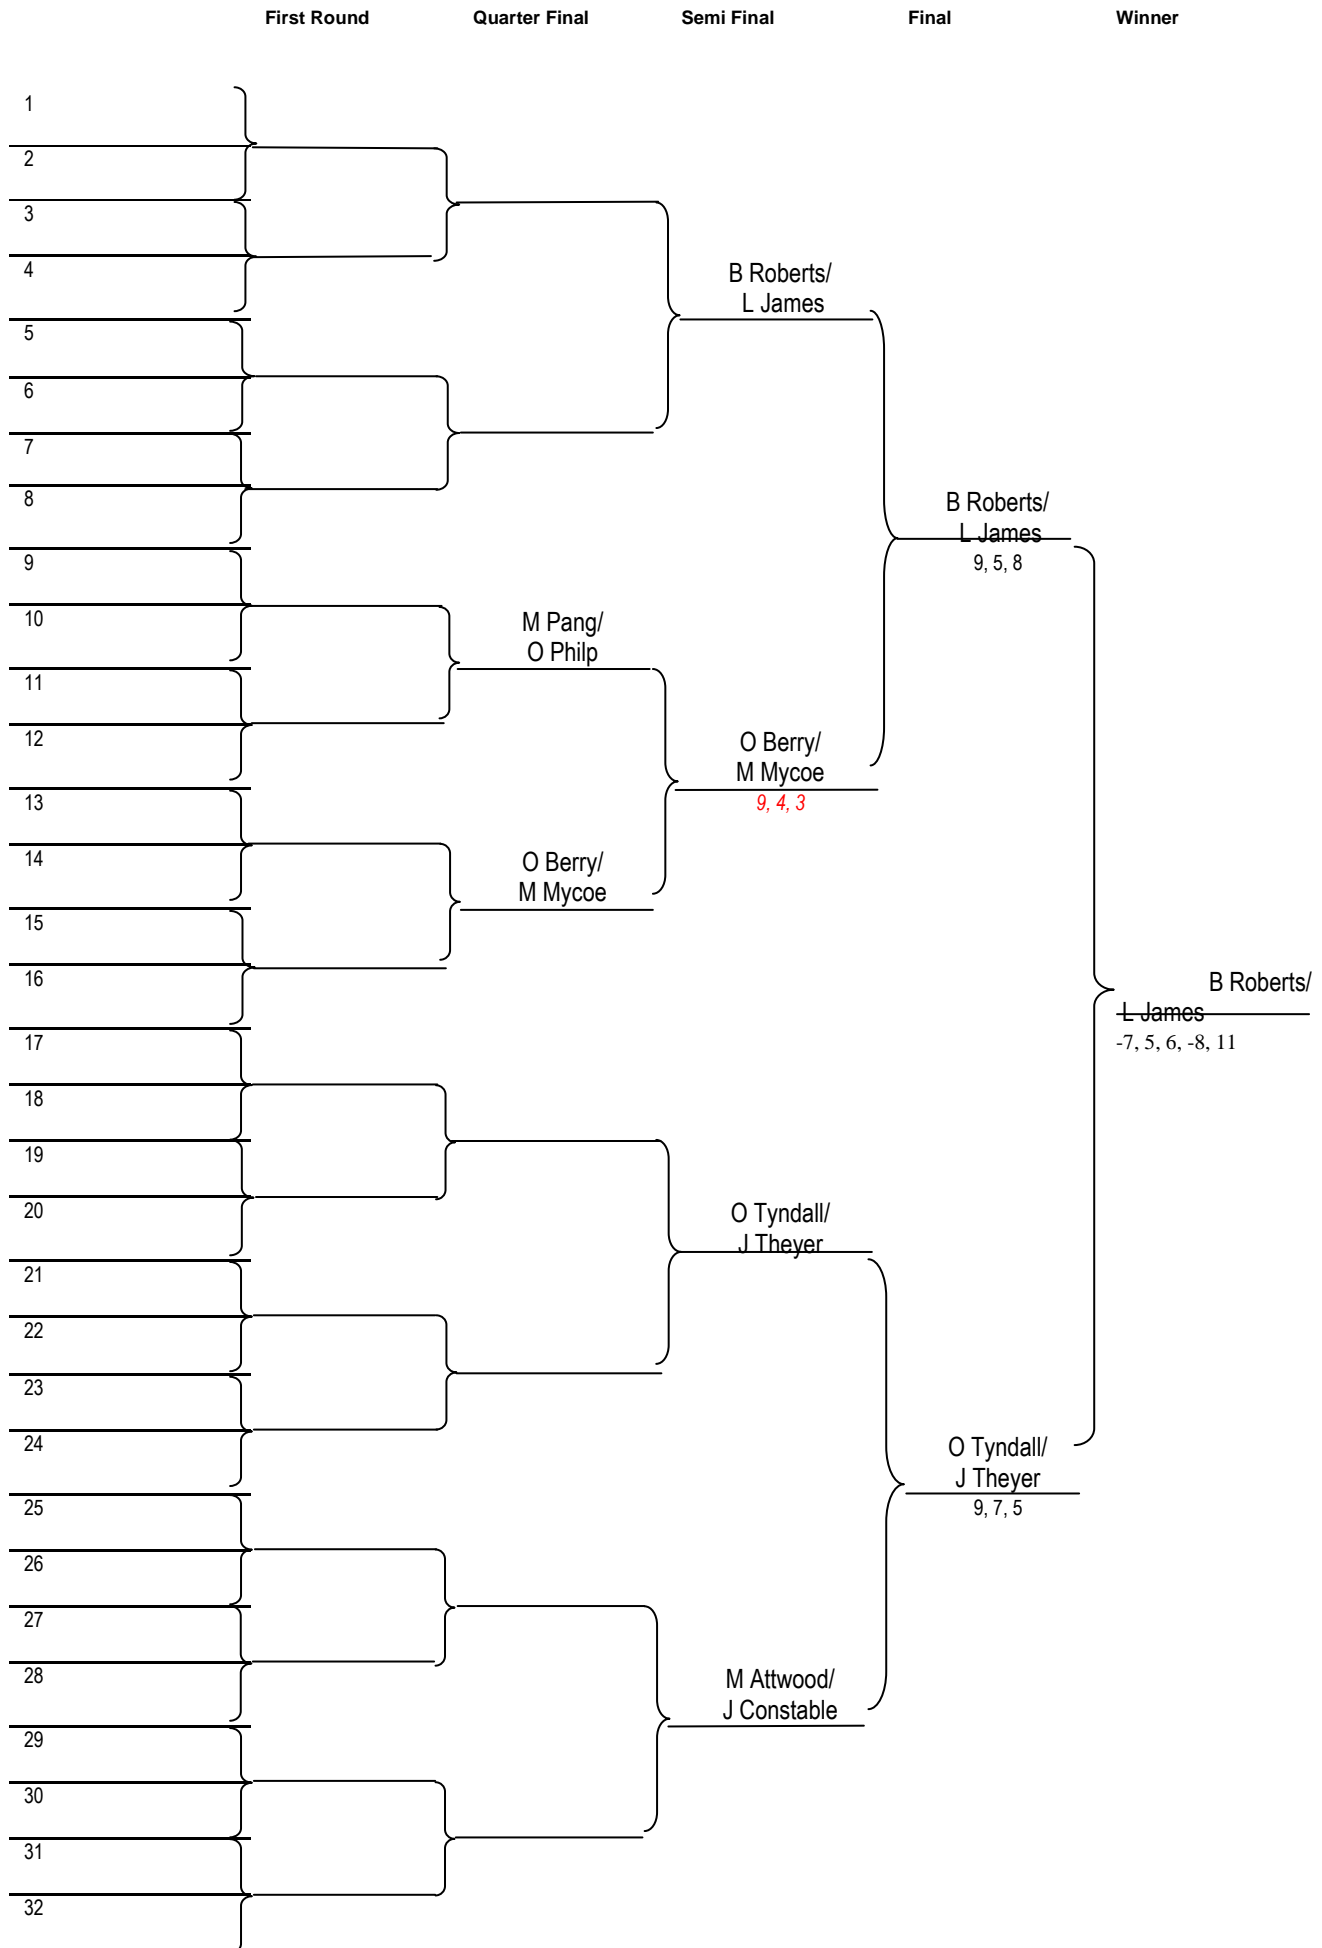 First Round Quarter Final Semi Final Final Winner
1
2
3
4
B Roberts/
L James
5
6
7
8
B Roberts/
L James
9, 5, 8
9
10
M Pang/
O Philp
11
12
O Berry/
M Mycoe
9, 4, 3
13
14
O Berry/
M Mycoe
15
16
B Roberts/
L James
-7, 5, 6, -8, 11
17
18
19
20
O Tyndall/
J Theyer
21
22
23
24
O Tyndall/
J Theyer
9, 7, 5
25
26
27
28
M Attwood/
J Constable
29
30
31
32